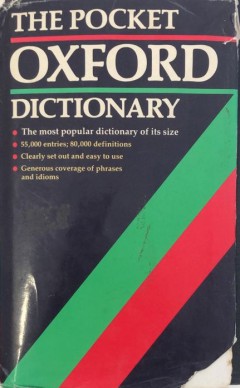 THE POCKET
OXFORD
DICTIONARY
• The most popular dictionary of its size
• 55,000 entries; 80,000 definitions
• Clearly set out and easy to use
• Generous coverage of phrases
and idioms